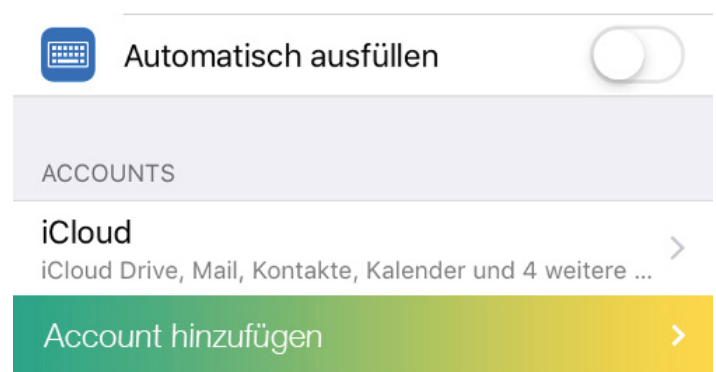 Automatisch ausfüllen
ACCOUNTS
iCloud
iCloud Drive, Mail, Kontakte, Kalender und 4 weitere ...
Account hinzufügen